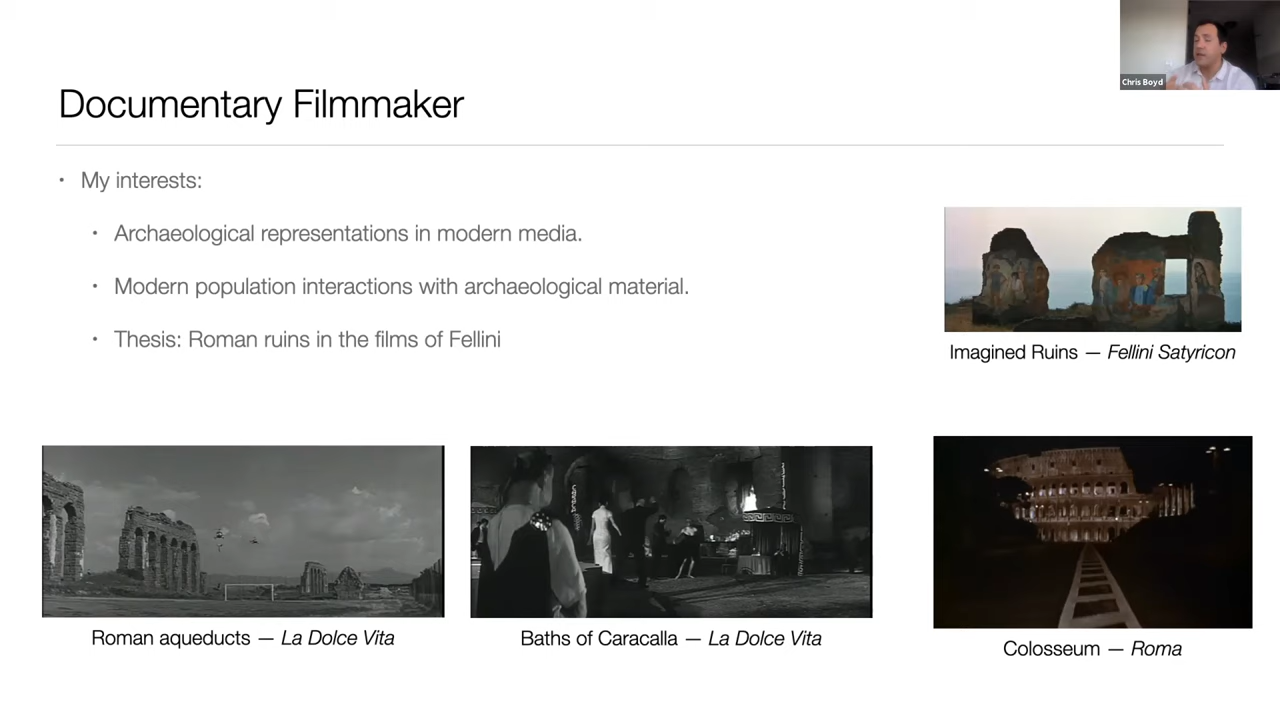 Chris Boyd
Documentary Filmmaker
• My interests:
• Archaeological representations in modern media.
• Modern population interactions with archaeological material.
• Thesis: Roman ruins in the films of Fellini
Imagined Ruins — Fellini Satyricon
Roman aqueducts — La Dolce Vita
Baths of Caracalla — La Dolce Vita
Colosseum — Roma